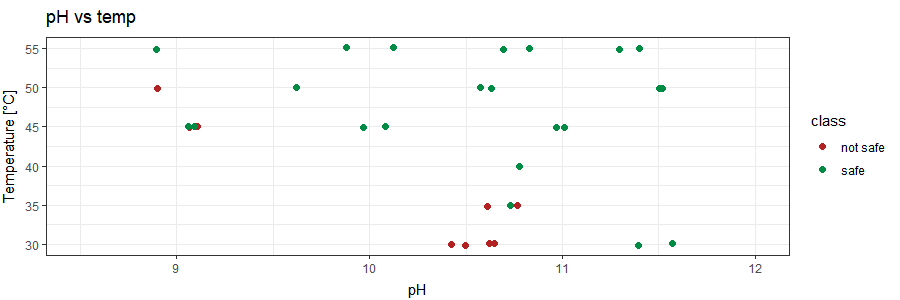 pH vs temp
55
50
45
40
35
30
Temperature [°C]
9
10
11
12
pH
class
not safe
safe